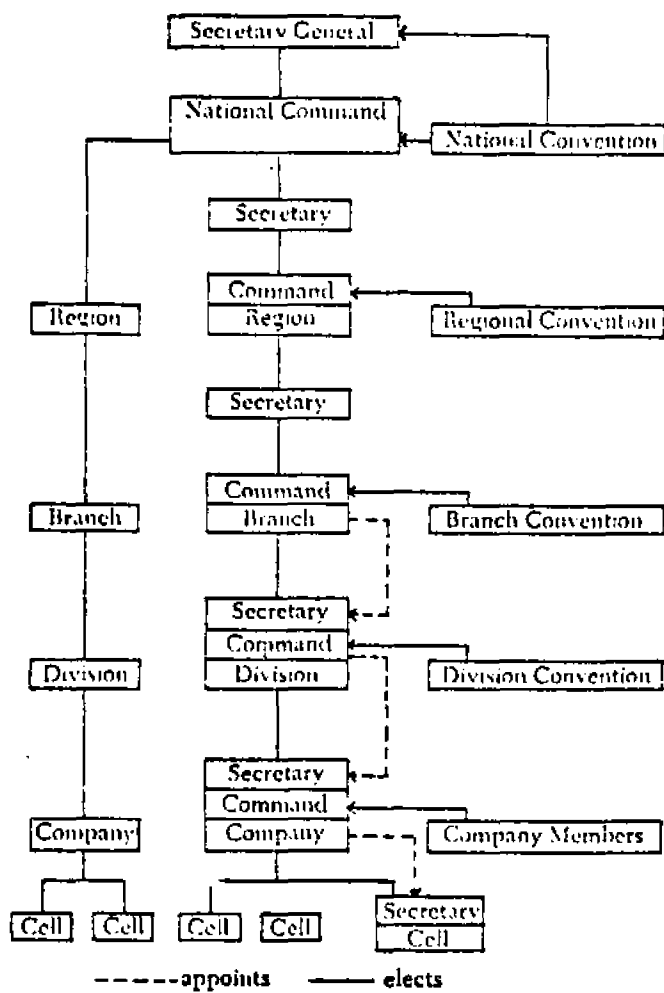 Secretary General
National Command
National Convention
Secretary
Command
Region
Region
Regional Convention
Secretary
Command
Branch
Branch
Branch Convention
Secretary
Command
Division
Division
Division Convention
Secretary
Command
Company
Company
Company Members
Cell
Cell
Cell
Cell
Secretary
Cell
appoints
elects